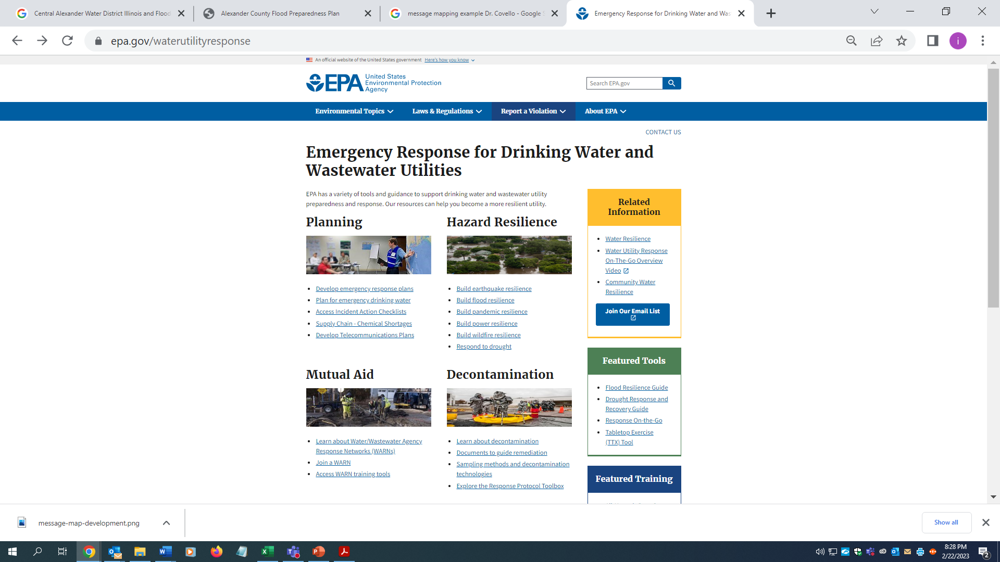 Central Alexander Water District Illinois and Flood
Alexander County Flood Preparedness Plan
message mapping example Dr. Covello - Google S
Emergency Response for Drinking Water and Was
epa.gov/waterutilityresponse
i
An official website of the United States government Here's how you know
EPA
United States
Environmental Protection
Agency
Search EPA.gov
Environmental Topics
Laws & Regulations
Report a Violation
About EPA
CONTACT US
Emergency Response for Drinking Water and
Wastewater Utilities
EPA has a variety of tools and guidance to support drinking water and wastewater utility
preparedness and response. Our resources can help you become a more resilient utility.
Planning
Develop emergency response plans
Plan for emergency drinking water
Access Incident Action Checklists
Supply Chain - Chemical Shortages
Develop Telecommunications Plans
Hazard Resilience
Build earthquake resilience
Build flood resilience
Build pandemic resilience
Build power resilience
Build wildfire resilience
Respond to drought
Mutual Aid
Learn about Water/Wastewater Agency
Response Networks (WARNs)
Join a WARN
Access WARN training tools
Decontamination
Learn about decontamination
Documents to guide remediation
Sampling methods and decontamination
technologies
Explore the Response Protocol Toolbox
Related
Information
Water Resilience
Water Utility Response
On-The-Go Overview
Video
Community Water
Resilience
Join Our Email List
Featured Tools
Flood Resilience Guide
Drought Response and
Recovery Guide
Response On-the-Go
Tabletop Exercise
(TTX) Tool
Featured Training
message-map-development.png
Show all
8:28 PM
2/22/2023
2